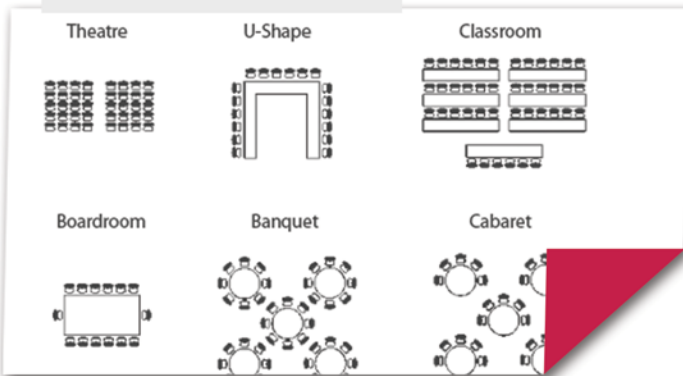 Theatre
U-Shape
Classroom
Boardroom
Banquet
Cabaret